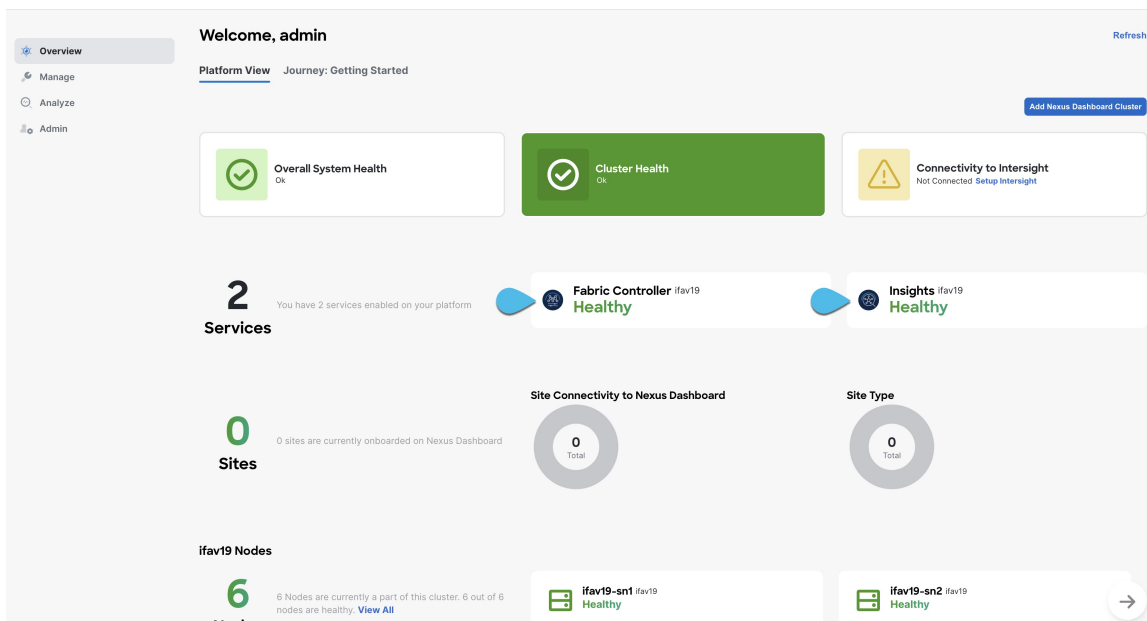 Welcome, admin
Refresh
Overview
Manage
Analyze
Admin
Platform View
Journey: Getting Started
Add Nexus Dashboard Cluster
Overall System Health
Ok
Cluster Health
Ok
Connectivity to Intersight
Not Connected Setup Intersight
2
Services
You have 2 services enabled on your platform
Fabric Controller ifav19
Healthy
Insights ifav19
Healthy
0
Sites
0 sites are currently onboarded on Nexus Dashboard
Site Connectivity to Nexus Dashboard
0
Total
Site Type
0
Total
ifav19 Nodes
6
6 Nodes are currently a part of this cluster. 6 out of 6
nodes are healthy. View All
ifav19-sn1 ifav19
Healthy
ifav19-sn2 ifav19
Healthy